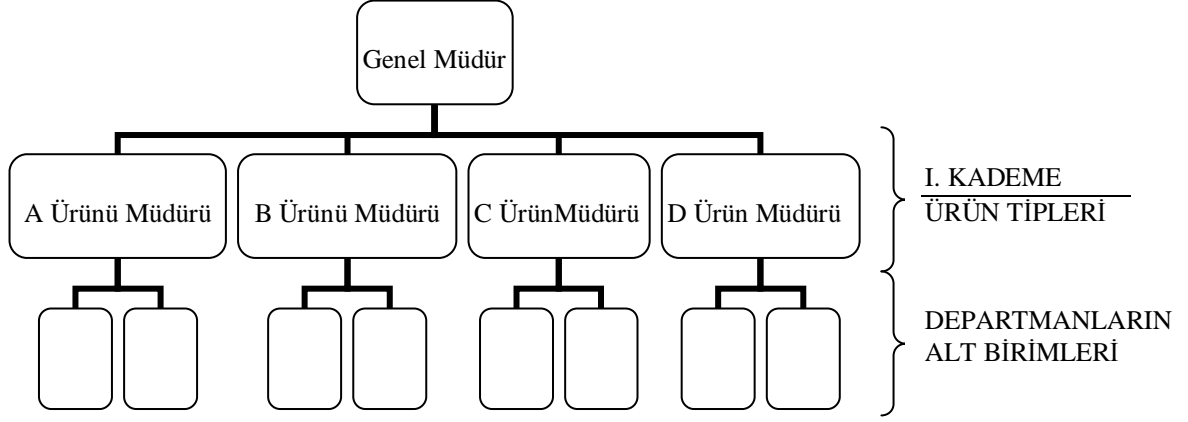 Genel Müdür
A Ürünü Müdürü
B Ürünü Müdürü
C ÜrünMüdürü
D Ürün Müdürü
I. KADEME
ÜRÜN TİPLERİ
DEPARTMANLARIN
ALT BİRİMLERİ